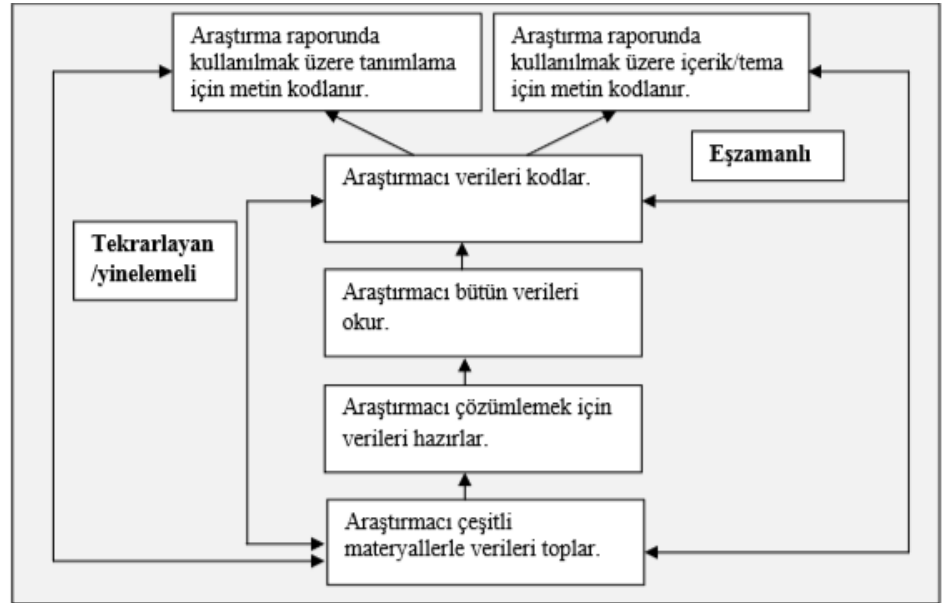 Araştırma raporunda
kullanılmak üzere tanımlama
için metin kodlanır.
Araştırma raporunda
kullanılmak üzere içerik/tema
için metin kodlanır.
Eşzamanlı
Araştırmacı verileri kodlar.
Tekrarlayan
/yinelemeli
Araştırmacı bütün verileri
okur.
Araştırmacı çözümlemek için
verileri hazırlar.
Araştırmacı çeşitli
materyallerle verileri toplar.